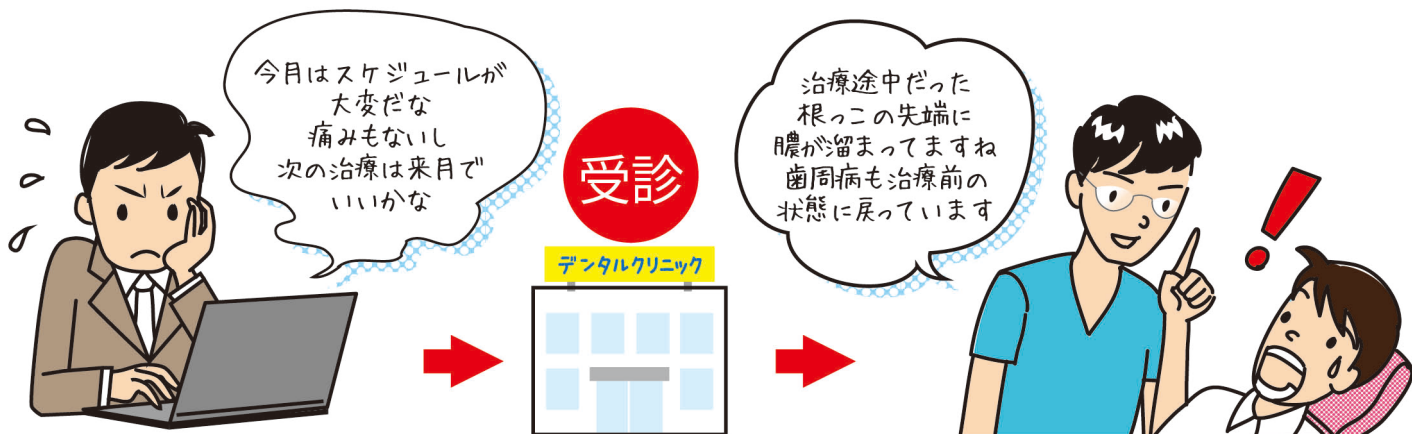 今月はスケジュールが
大変だな
痛みもないし
次の治療は来月で
いいかな
受診
デンタルクリニック
治療途中だった
根っこの先端に
膿が溜まってますね
歯周病も治療前の
状態に戻っています